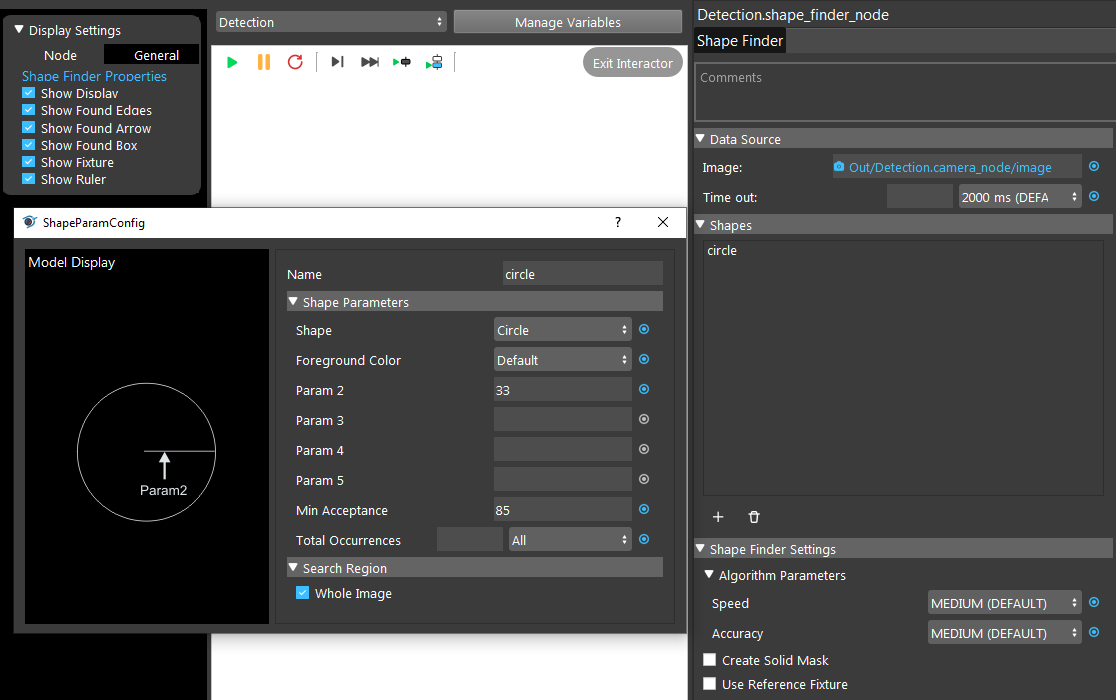 Display Settings
Node General
Shape Finder Properties
Show Display
Show Found Edges
Show Found Arrow
Show Found Box
Show Fixture
Show Ruler
Detection
Manage Variables
Exit Interactor
ShapeParamConfig ?
Model Display
Param2
Name circle
Shape Parameters
Shape Circle
Foreground Color Default
Param 2 33
Param 3
Param 4
Param 5
Min Acceptance 85
Total Occurrences All
Search Region
Whole Image
Detection.shape_finder_node
Shape Finder
Comments
Data Source
Image: Out/Detection.camera_node/image
Time out: 2000 ms (DEFA
Shapes
circle
Shape Finder Settings
Algorithm Parameters
Speed MEDIUM (DEFAULT)
Accuracy MEDIUM (DEFAULT)
Create Solid Mask
Use Reference Fixture